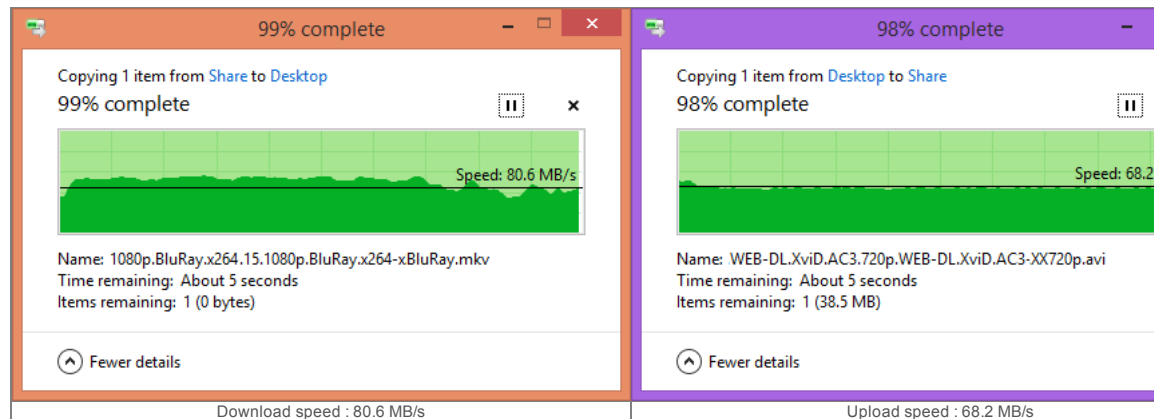 99% complete
Copying 1 item from Share to Desktop
99% complete
Speed: 80.6 MB/s
Name: 1080p.BluRay.x264.15.1080p.BluRay.x264-xBluRay.mkv
Time remaining: About 5 seconds
Items remaining: 1 (0 bytes)
Fewer details
Download speed : 80.6 MB/s
98% complete
Copying 1 item from Desktop to Share
98% complete
Speed: 68.2
Name: .WEB-DL.XviD.AC3.720p.WEB-DL.XviD.AC3-XX720p.avi
Time remaining: About 5 seconds
Items remaining: 1 (38.5 MB)
Fewer details
Upload speed : 68.2 MB/s